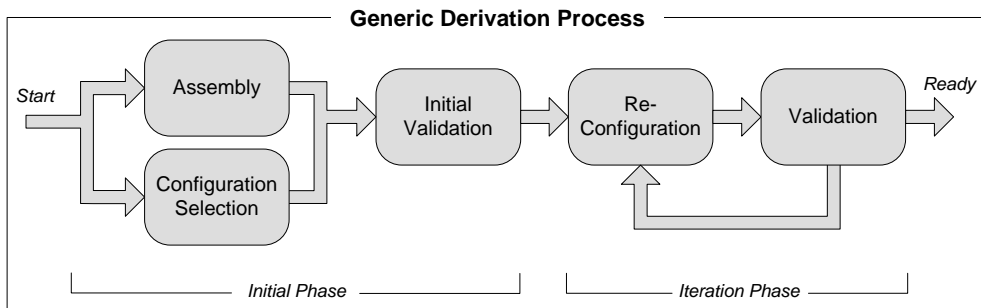 Generic Derivation Process
Start
Assembly
Configuration
Selection
Initial
Validation
Re-
Configuration
Validation
Ready
Initial Phase
Iteration Phase